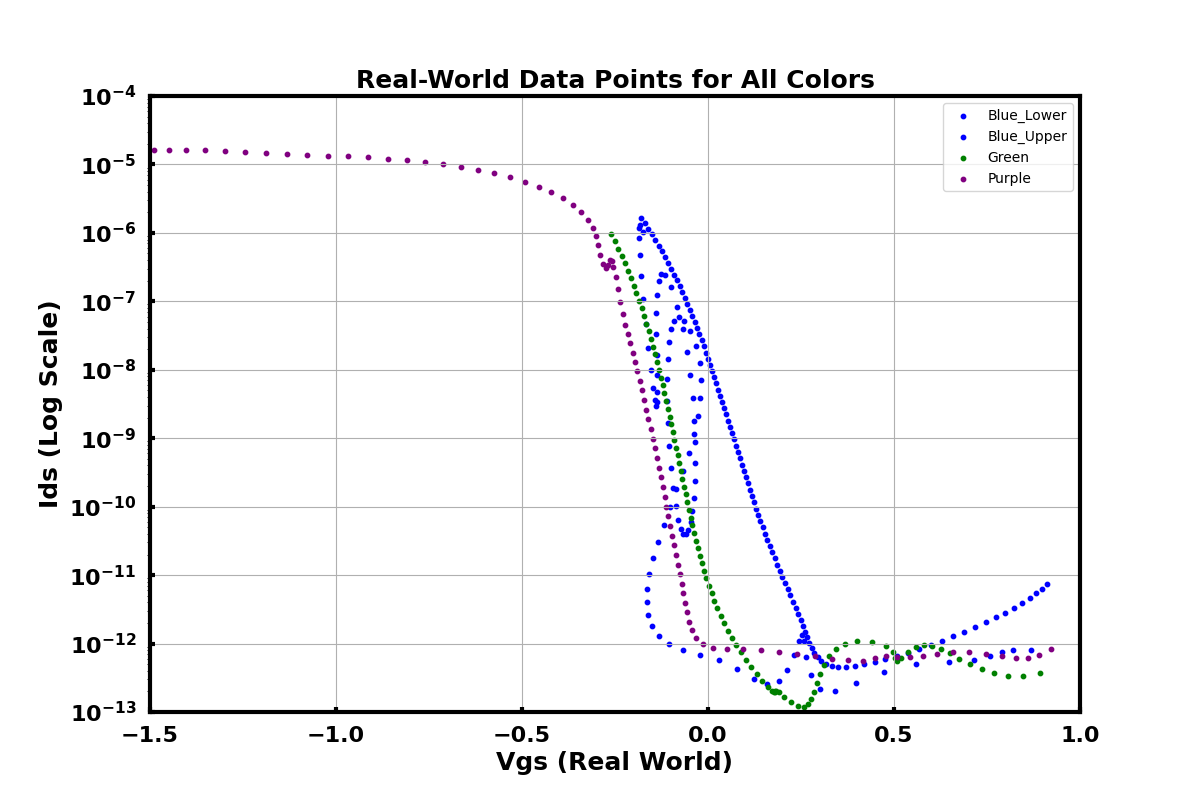 Real-World Data Points for All Colors
Ids (Log Scale)
10⁻⁴
10⁻⁵
10⁻⁶
10⁻⁷
10⁻⁸
10⁻⁹
10⁻¹⁰
10⁻¹¹
10⁻¹²
10⁻¹³
Blue_Lower
Blue_Upper
Green
Purple
−1.5 −1.0 −0.5 0.0 0.5 1.0
Vgs (Real World)